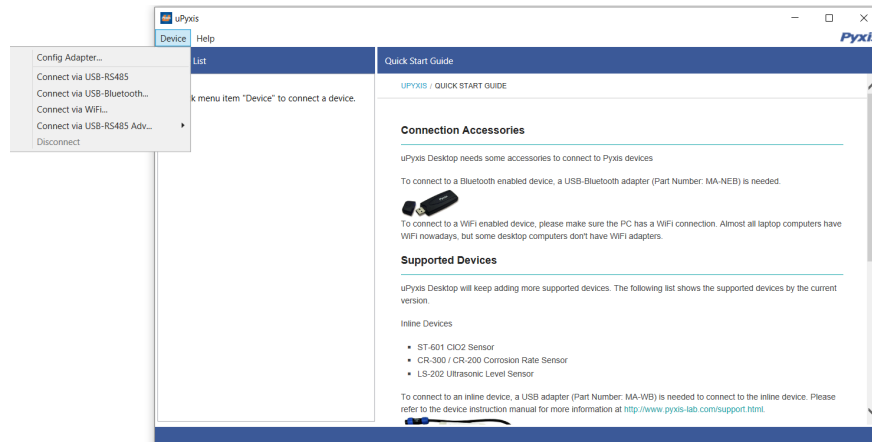 uPyxis
Device Help
Config Adapter...
Connect via USB-RS485
Connect via USB-Bluetooth...
Connect via WiFi...
Connect via USB-RS485 Adv...
Disconnect
List
k menu item "Device" to connect a device.
Quick Start Guide
UPYXIS / QUICK START GUIDE
Connection Accessories
uPyxis Desktop needs some accessories to connect to Pyxis devices
To connect to a Bluetooth enabled device, a USB-Bluetooth adapter (Part Number: MA-NEB) is needed.
To connect to a WiFi enabled device, please make sure the PC has a WiFi connection. Almost all laptop computers have
WiFi nowadays, but some desktop computers don't have WiFi adapters.
Supported Devices
uPyxis Desktop will keep adding more supported devices. The following list shows the supported devices by the current
version.
Inline Devices
ST-601 ClO2 Sensor
CR-300 / CR-200 Corrosion Rate Sensor
LS-202 Ultrasonic Level Sensor
To connect to an inline device, a USB adapter (Part Number: MA-WB) is needed to connect to the inline device. Please
refer to the device instruction manual for more information at http://www.pyxis-lab.com/support.html.